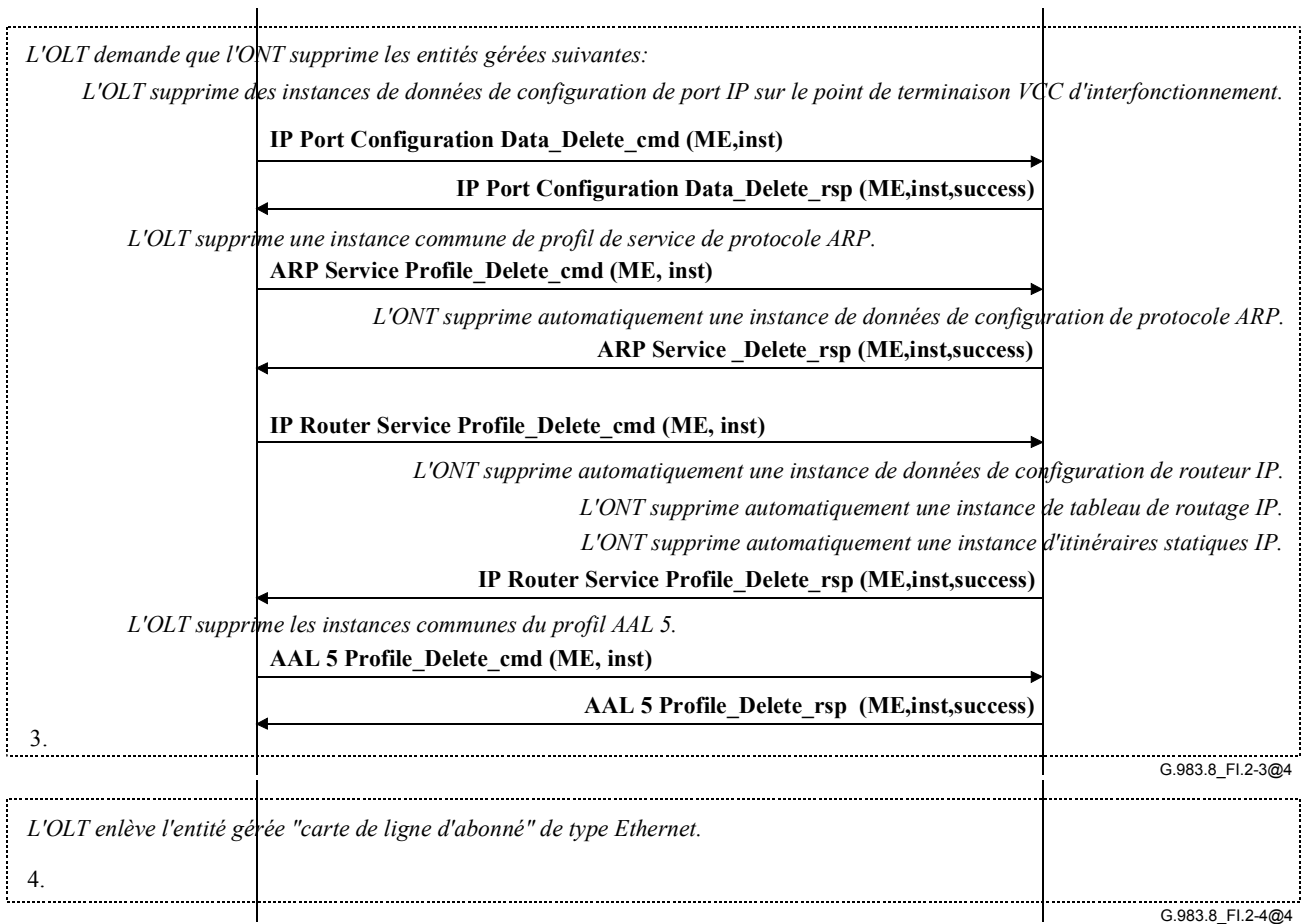 L'OLT demande que l'ONT supprime les entités gérées suivantes:
L'OLT supprime des instances de données de configuration de port IP sur le point de terminaison VCC d'interfonctionnement.
IP Port Configuration Data_Delete_cmd (ME,inst)
IP Port Configuration Data_Delete_rsp (ME,inst,success)
L'OLT supprime une instance commune de profil de service de protocole ARP.
ARP Service Profile_Delete_cmd (ME, inst)
L'ONT supprime automatiquement une instance de données de configuration de protocole ARP.
ARP Service _Delete_rsp (ME,inst,success)
IP Router Service Profile_Delete_cmd (ME, inst)
L'ONT supprime automatiquement une instance de données de configuration de routeur IP.
L'ONT supprime automatiquement une instance de tableau de routage IP.
L'ONT supprime automatiquement une instance d'itinéraires statiques IP.
IP Router Service Profile_Delete_rsp (ME,inst,success)
L'OLT supprime les instances communes du profil AAL 5.
AAL 5 Profile_Delete_cmd (ME, inst)
AAL 5 Profile_Delete_rsp (ME,inst,success)
3.
G.983.8_FI.2-3@4
L'OLT enlève l'entité gérée "carte de ligne d'abonné" de type Ethernet.
4.
G.983.8_FI.2-4@4